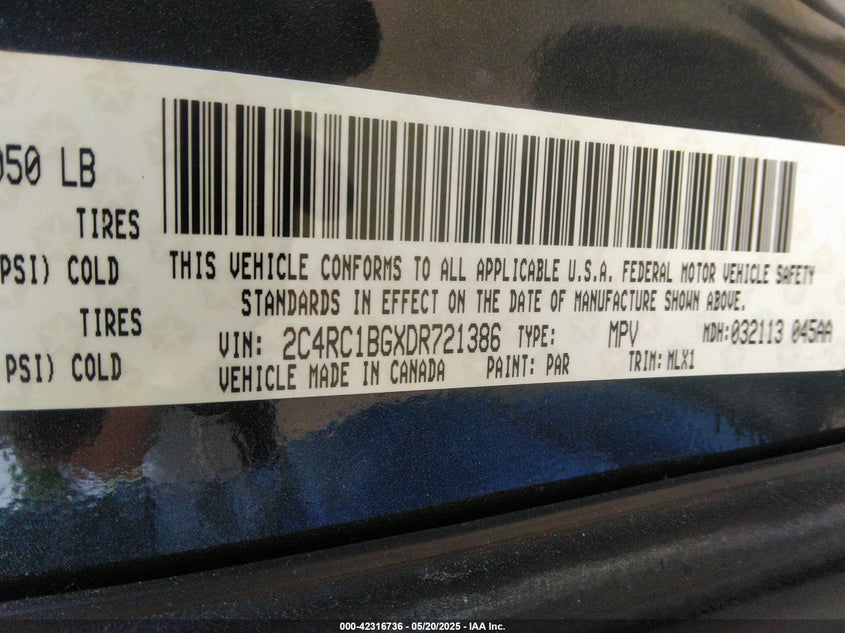 050 LB
TIRES
PSI) COLD
TIRES
PSI) COLD
THIS VEHICLE CONFORMS TO ALL APPLICABLE U.S.A. FEDERAL MOTOR VEHICLE SAFETY
STANDARDS IN EFFECT ON THE DATE OF MANUFACTURE SHOWN ABOVE.
VIN: 2C4RC1BGXDR721386 TYPE: MPV MDH:032113 045AA
VEHICLE MADE IN CANADA PAINT: PAR TRIM: MLX1
000-42316736 — 05/20/2025 — IAA Inc.